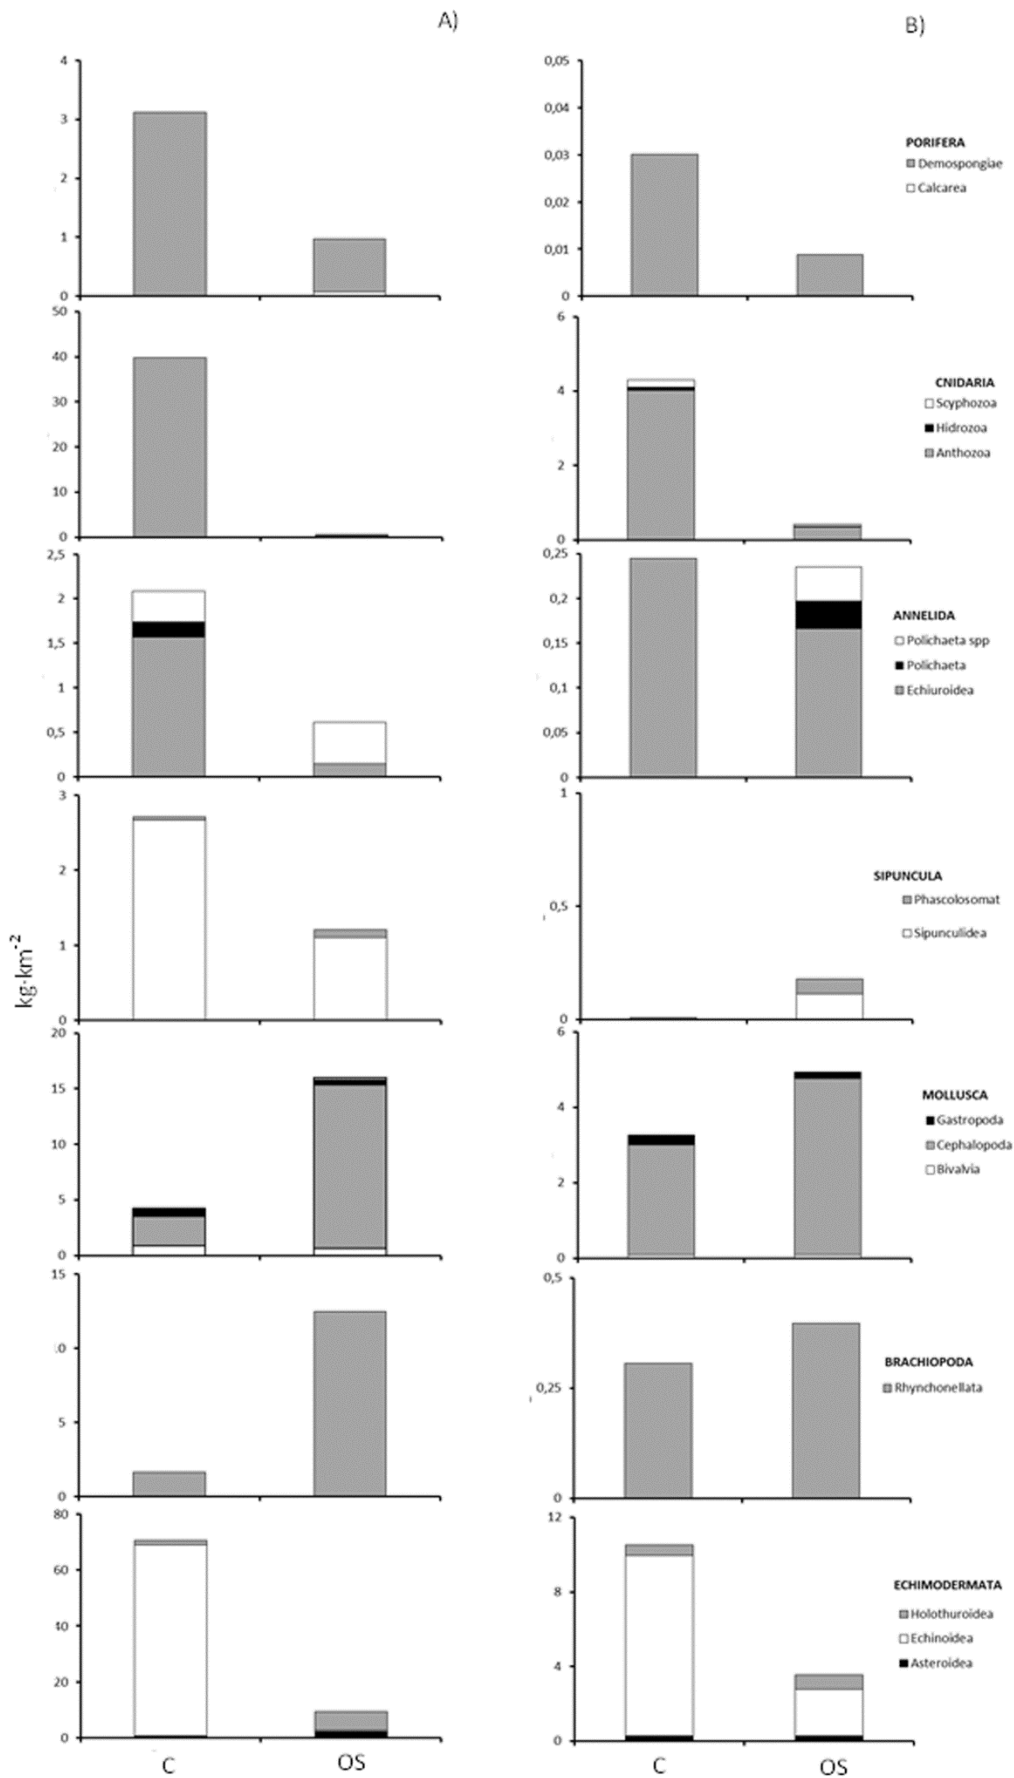 A)
B)
4
3
2
1
0
0,05
0,04
0,03
0,02
0,01
0
PORIFERA
Demospongiae
Calcarea
50
40
30
20
10
0
6
4
2
0
CNIDARIA
Scyphozoa
Hidrozoa
Anthozoa
2,5
2
1,5
1
0,5
0
0,25
0,2
0,15
0,1
0,05
0
ANNELIDA
Polichaeta spp
Polichaeta
Echiuroidea
3
2
1
0
1
0,5
0
SIPUNCULA
Phascolosomat
Sipunculidea
kg·km⁻²
20
15
10
5
0
6
4
2
0
MOLLUSCA
Gastropoda
Cephalopoda
Bivalvia
15
.0
5
0
0,5
0,25
0
BRACHIOPODA
Rhynchonellata
80
60
40
20
0
12
8
4
0
ECHIMODERMATA
Holothuroidea
Echinoidea
Asteroidea
C
OS
C
OS